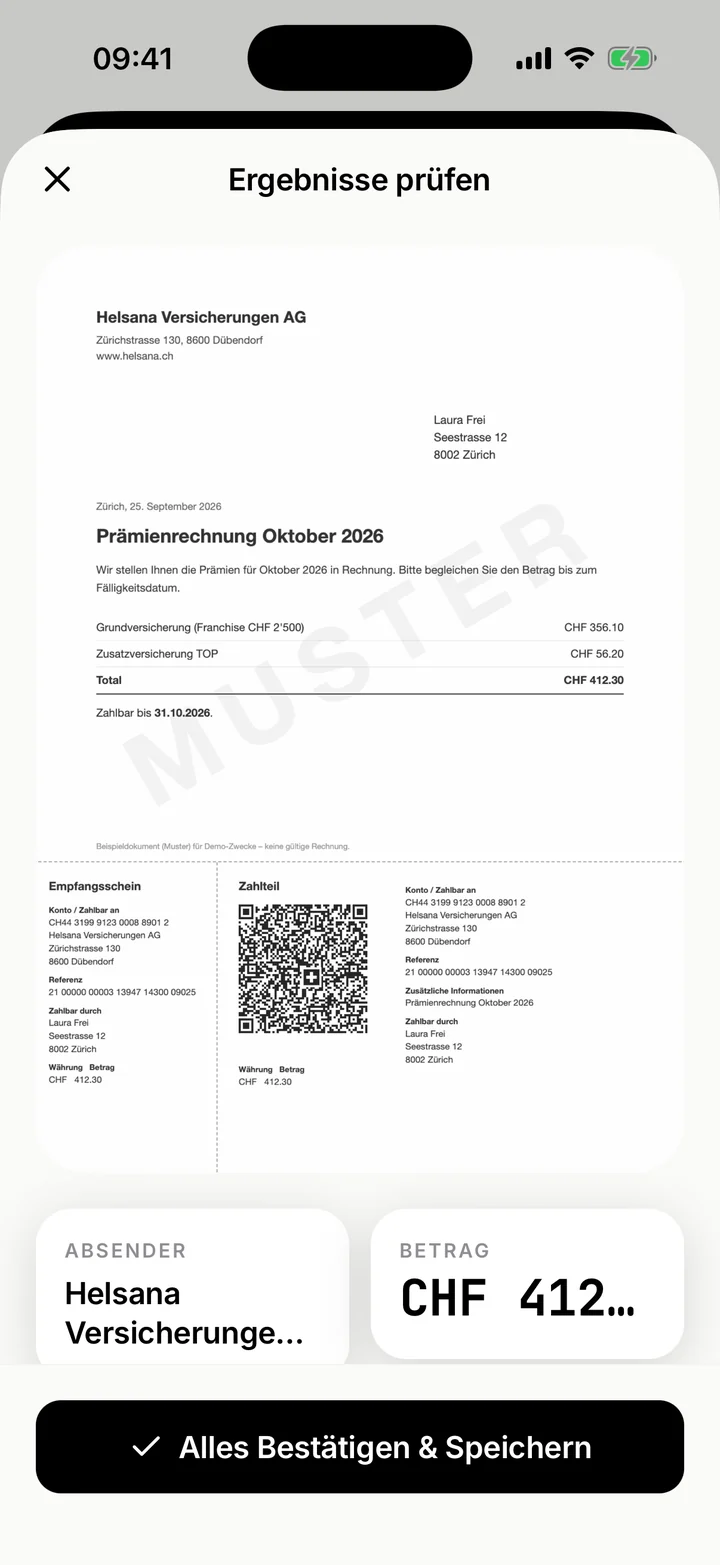 09:41
Ergebnisse prüfen
Helsana Versicherungen AG
Zürichstrasse 130, 8600 Dübendorf
www.helsana.ch
Laura Frei
Seestrasse 12
8002 Zürich
Zürich, 25. September 2026
Prämienrechnung Oktober 2026
Wir stellen Ihnen die Prämien für Oktober 2026 in Rechnung. Bitte begleichen Sie den Betrag bis zum
Fälligkeitsdatum.
Grundversicherung (Franchise CHF 2'500) CHF 356.10
Zusatzversicherung TOP CHF 56.20
Total CHF 412.30
Zahlbar bis 31.10.2026.
MUSTER
Beispieldokument (Muster) für Demo-Zwecke – keine gültige Rechnung.
Empfangsschein
Konto / Zahlbar an
CH44 3199 9123 0008 8901 2
Helsana Versicherungen AG
Zürichstrasse 130
8600 Dübendorf
Referenz
21 00000 00003 13947 14300 09025
Zahlbar durch
Laura Frei
Seestrasse 12
8002 Zürich
Währung Betrag
CHF 412.30
Zahlteil
Währung Betrag
CHF 412.30
Konto / Zahlbar an
CH44 3199 9123 0008 8901 2
Helsana Versicherungen AG
Zürichstrasse 130
8600 Dübendorf
Referenz
21 00000 00003 13947 14300 09025
Zusätzliche Informationen
Prämienrechnung Oktober 2026
Zahlbar durch
Laura Frei
Seestrasse 12
8002 Zürich
ABSENDER
Helsana
Versicherunge...
BETRAG
CHF 412...
Alles Bestätigen & Speichern